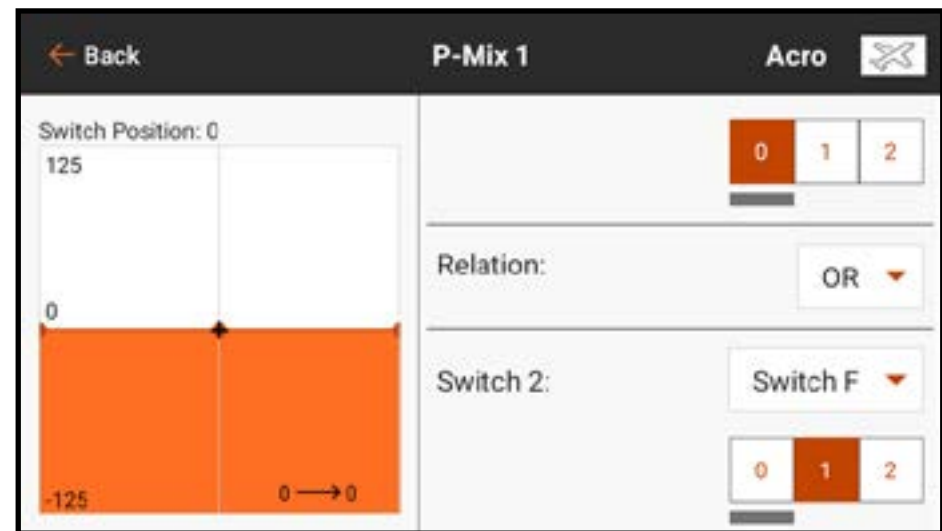 ← Back
P-Mix 1
Acro
Switch Position: 0
125
0
-125
0 → 0
0 1 2
Relation:
OR
Switch 2:
Switch F
0 1 2